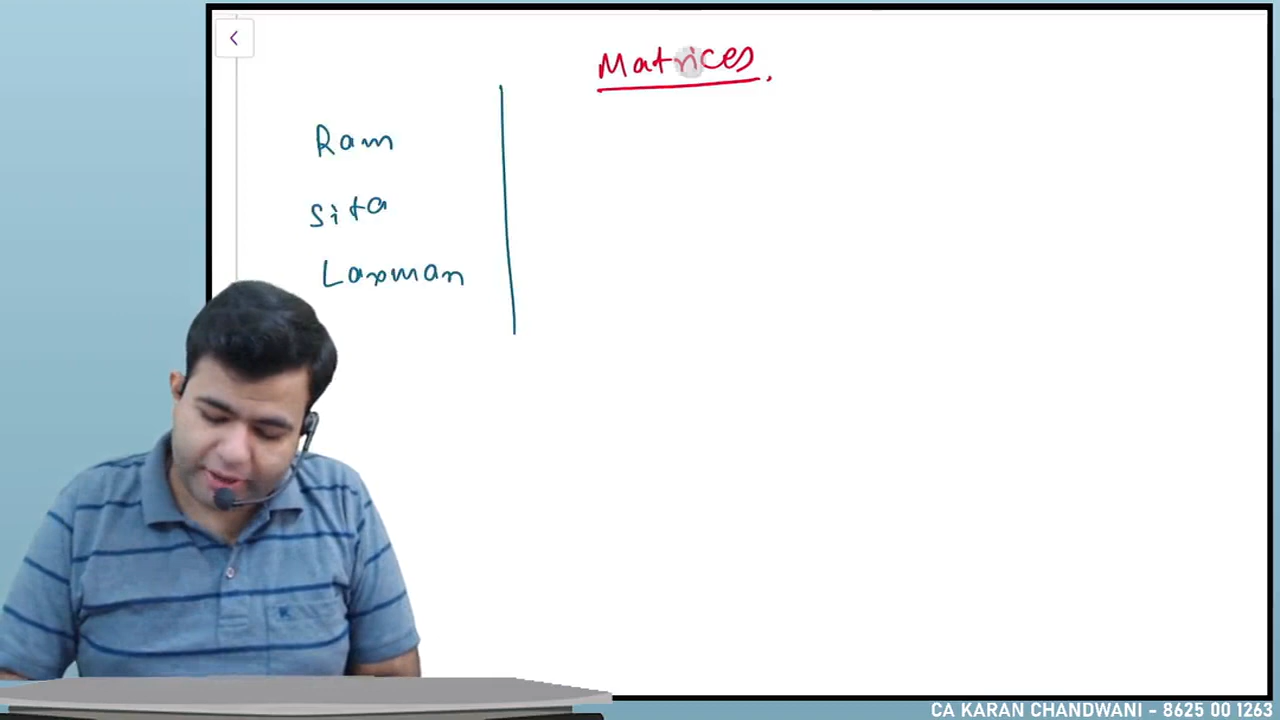 Matrices
Ram
Sita
Laxman
CA KARAN CHANDWANI - 8625 00 1263